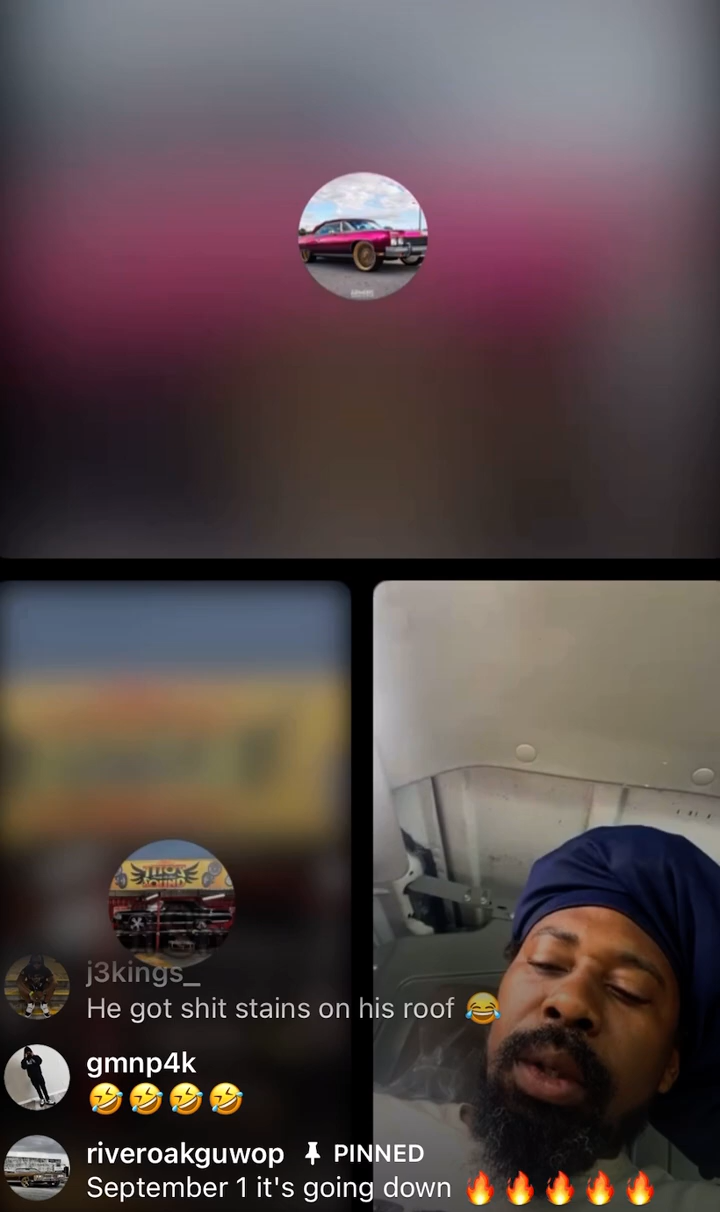 j3kings_
He got shit stains on his roof 😂
gmnp4k
🤣🤣🤣🤣
riveroakguwop 📌 PINNED
September 1 it's going down 🔥🔥🔥🔥🔥